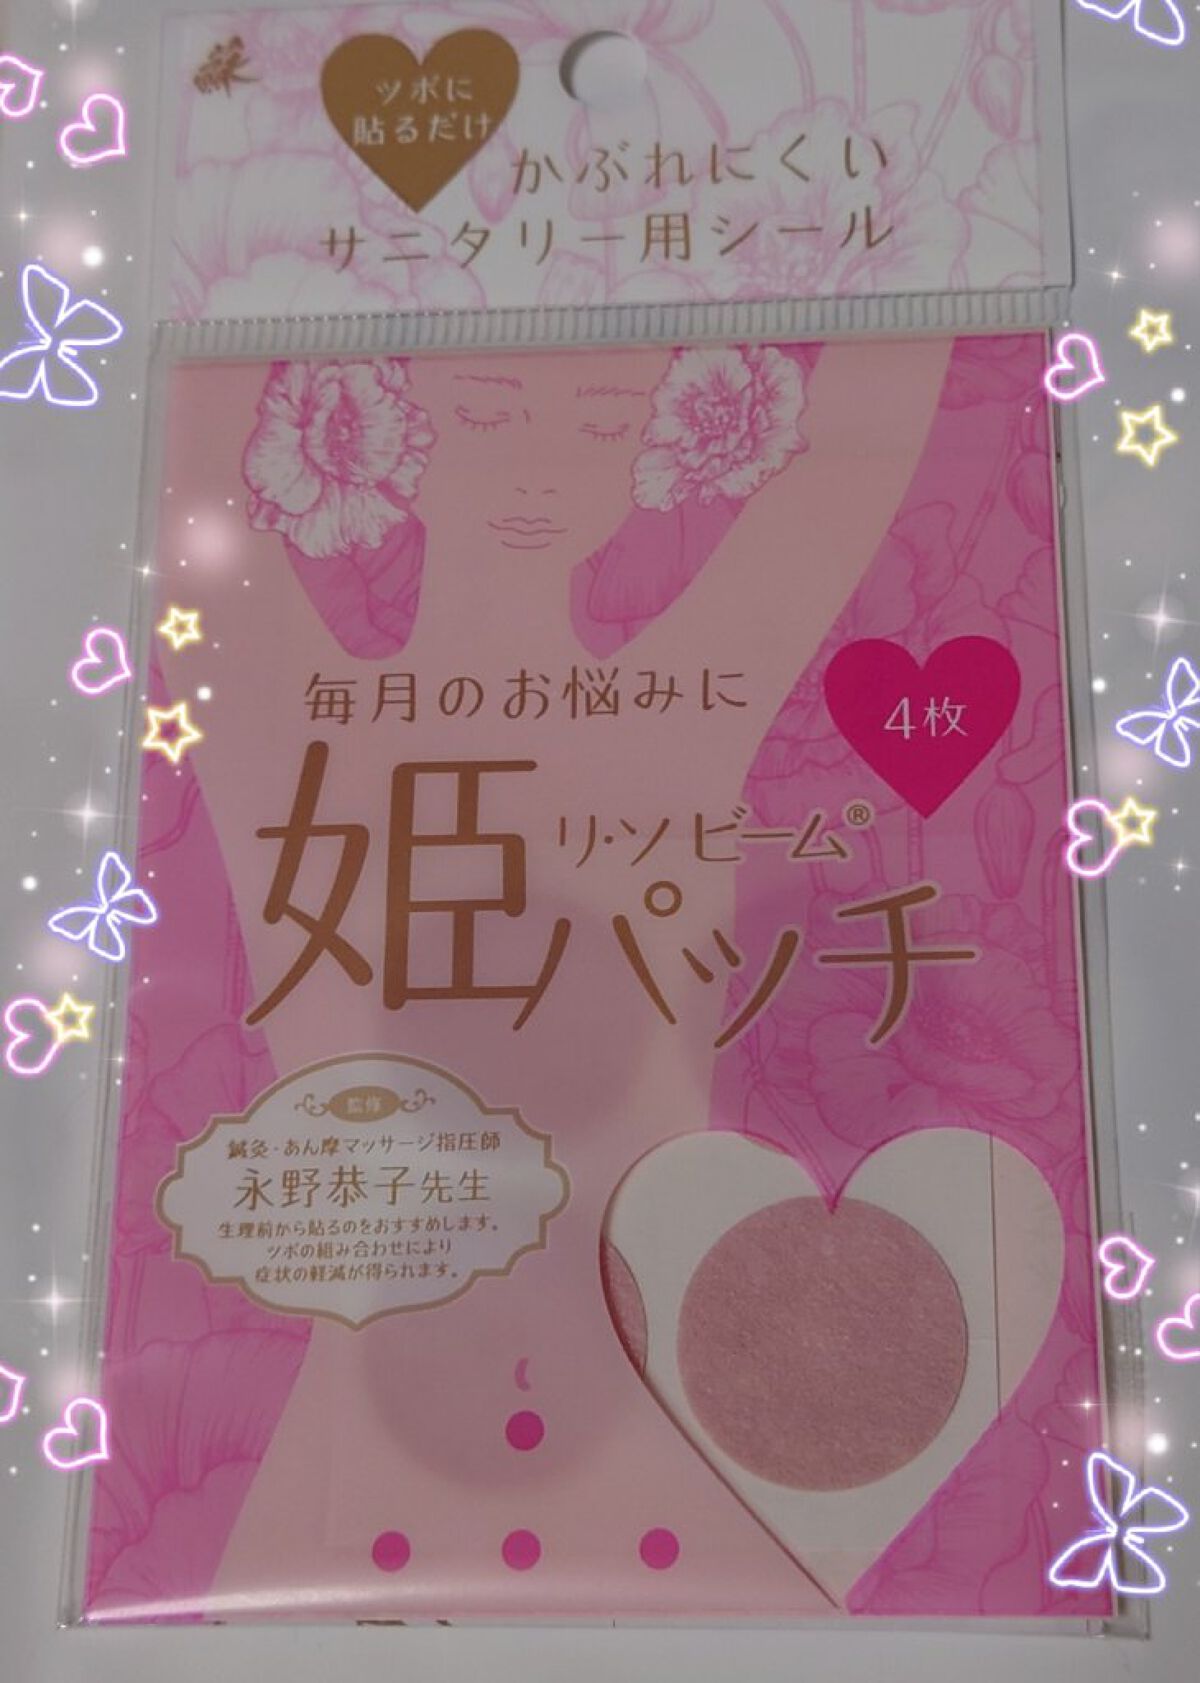 ツボに
貼るだけ
かぶれにくい
サニタリー用シール
毎月のお悩みに
4枚
リ・ソ ビーム®
姫パッチ
監修
鍼灸・あん摩マッサージ指圧師
永野恭子先生
生理前から貼るのをおすすめします。
ツボの組み合わせにより
症状の軽減が得られます。